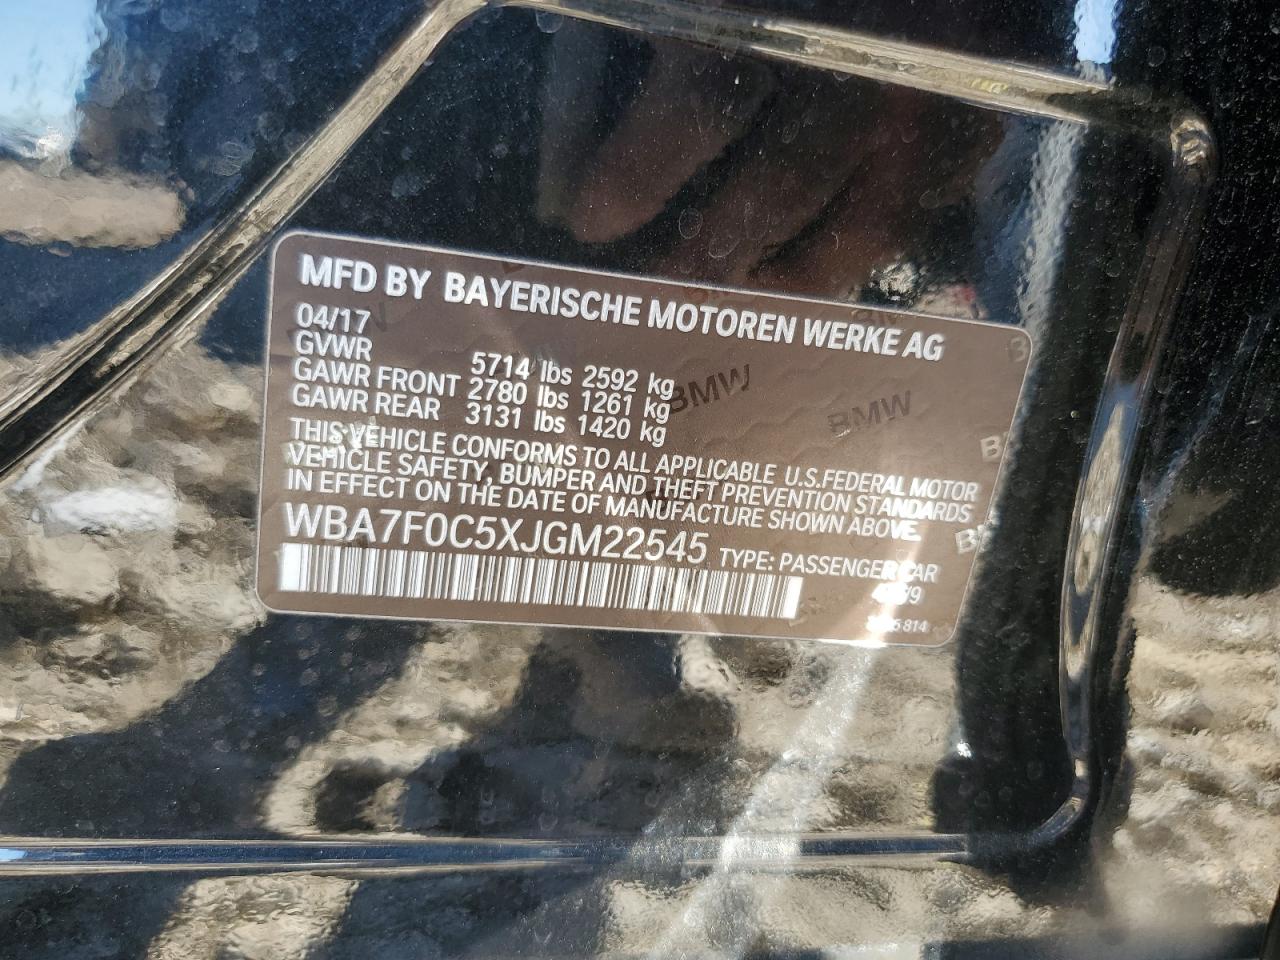 MFD BY BAYERISCHE MOTOREN WERKE AG
04/17
GVWR 5714 lbs 2592 kg
GAWR FRONT 2780 lbs 1261 kg
GAWR REAR 3131 lbs 1420 kg
THIS VEHICLE CONFORMS TO ALL APPLICABLE U.S.FEDERAL MOTOR
VEHICLE SAFETY, BUMPER AND THEFT PREVENTION STANDARDS
IN EFFECT ON THE DATE OF MANUFACTURE SHOWN ABOVE.
WBA7F0C5XJGM22545 TYPE: PASSENGER CAR
BMW BMW